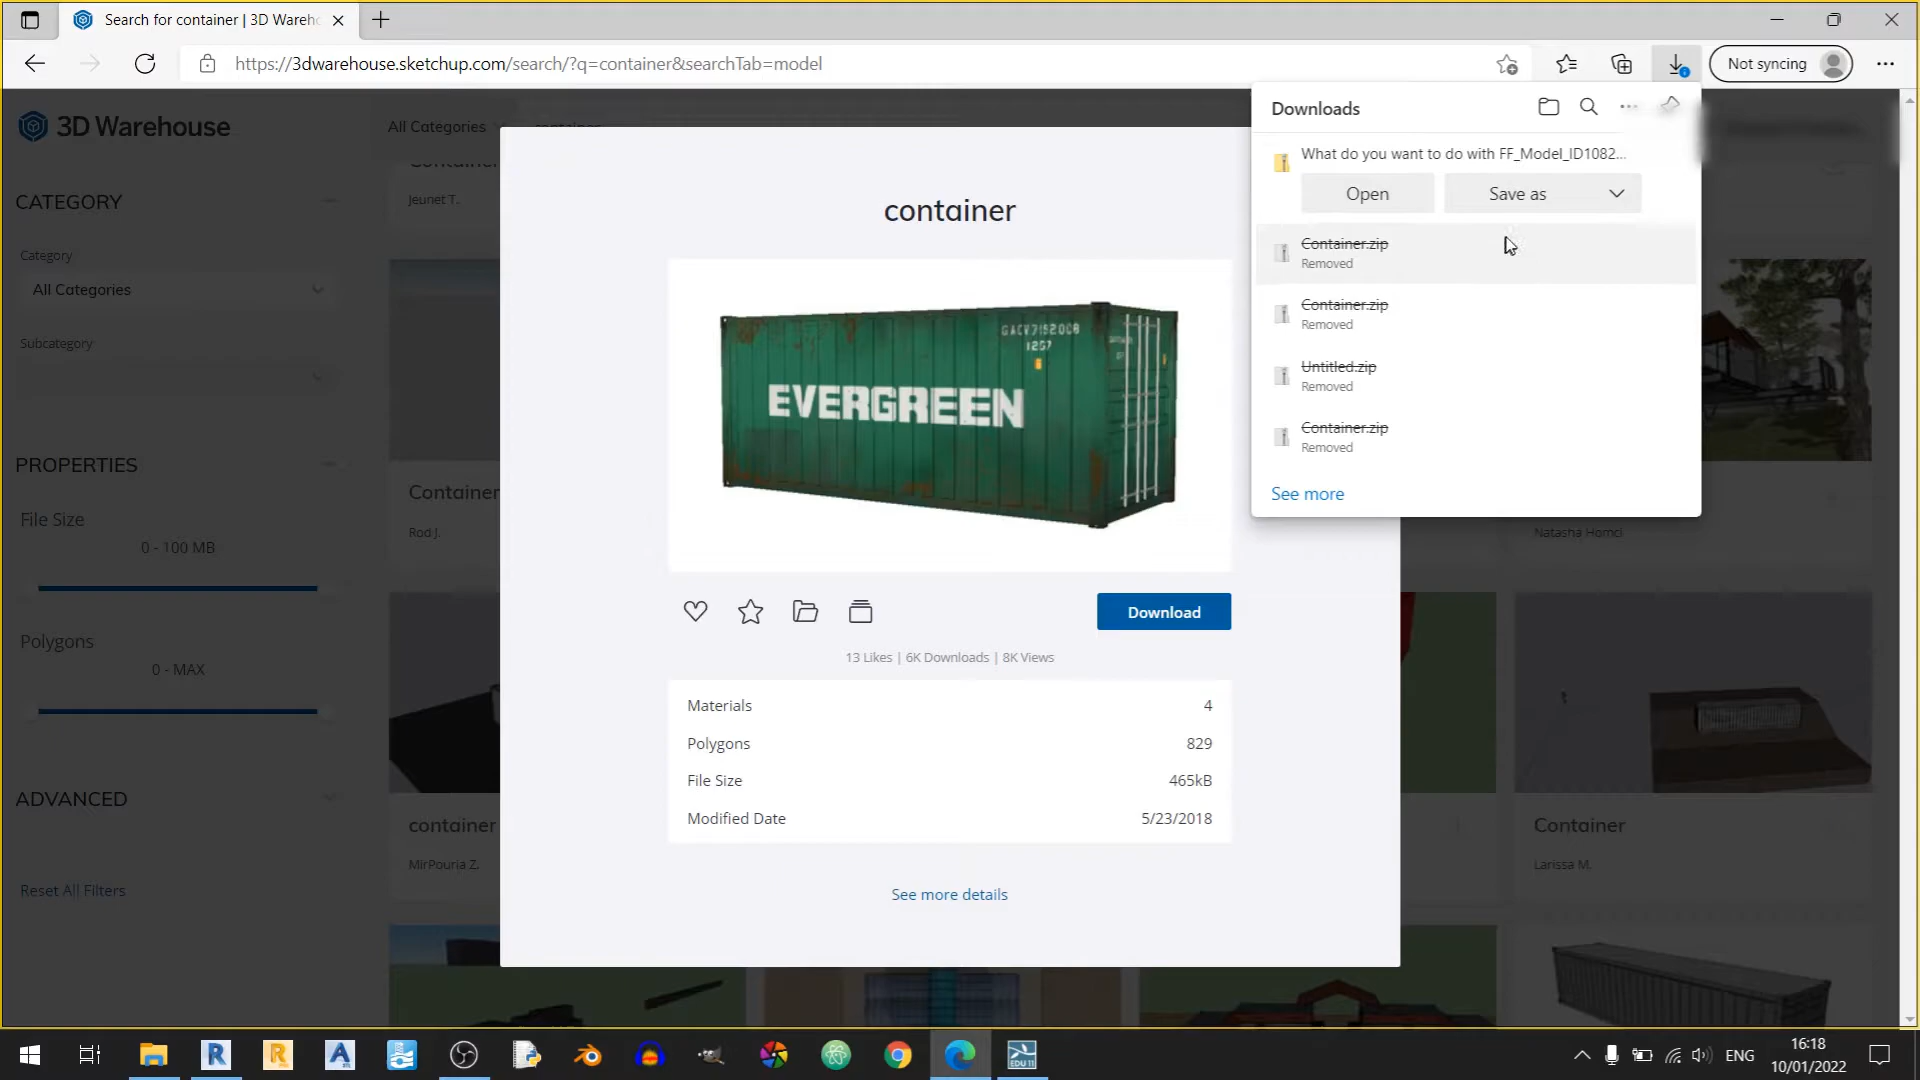 Search for container | 3D Wareh
https://3dwarehouse.sketchup.com/search/?q=container&searchTab=model
Not syncing
3D Warehouse
All Categories
container
Downloads
What do you want to do with FF_Model_ID1082...
Open
Save as
Container.zip
Removed
Container.zip
Removed
Untitled.zip
Removed
Container.zip
Removed
See more
CATEGORY
Category
All Categories
Subcategory
PROPERTIES
File Size
0 - 100 MB
Polygons
0 - MAX
ADVANCED
Reset All Filters
Container
Jeunet T.
Container
Rod J.
container
MirPouria Z.
container
EVERGREEN
Download
13 Likes | 6K Downloads | 8K Views
Materials 4
Polygons 829
File Size 465kB
Modified Date 5/23/2018
See more details
Natasha Homci
Container
Larissa M.
EDU 11
ENG
16:18
10/01/2022